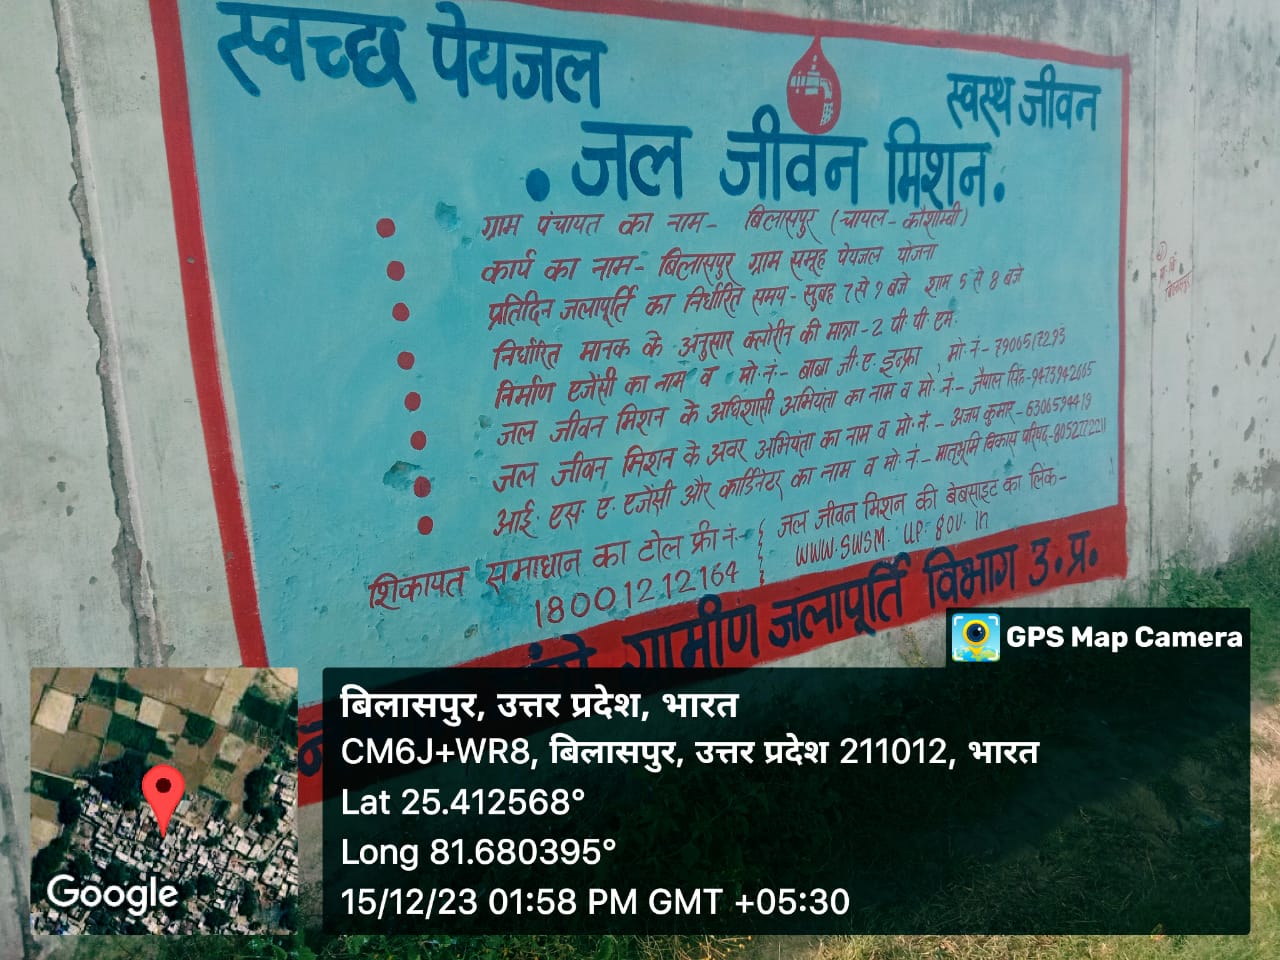 स्वच्छ पेयजल
स्वस्थ जीवन
. जल जीवन मिशन.
ग्राम पंचायत का नाम- बिलासपुर (चायल - कौशाम्बी)
कार्य का नाम- बिलासपुर ग्राम समूह पेयजल योजना
प्रतिदिन जलापूर्ति का निर्धारित समय- सुबह 7 से 9 बजे शाम 5 से 8 बजे
निर्धारित मानक के अनुसार क्लोरीन की मात्रा - 2 पी. पी. एम.
निर्माण एजेंसी का नाम व मो. नं.- बाबा जी. ए. इन्फ्रा, मो. नं- 7906517293
जल जीवन मिशन के अधिशासी अभियंता का नाम व मो. नं.- जैपाल सिंह- 9473942665
जल जीवन मिशन के अवर अभियंता का नाम व मो. नं. - अजय कुमार - 6306594419
आई. एस. ए. एजेंसी और कार्डिनेटर का नाम व मो. नं.- मातृभूमि विकास परिषद-8052772211
शिकायत समाधान का टोल फ्री नं.-
18001212164
जल जीवन मिशन की बेबसाइट का लिंक-
www.swsm.up.gov.in
ग्रामीण जलापूर्ति विभाग उ.प्र.
GPS Map Camera
बिलासपुर, उत्तर प्रदेश, भारत
CM6J+WR8, बिलासपुर, उत्तर प्रदेश 211012, भारत
Lat 25.412568°
Long 81.680395°
15/12/23 01:58 PM GMT +05:30
Google